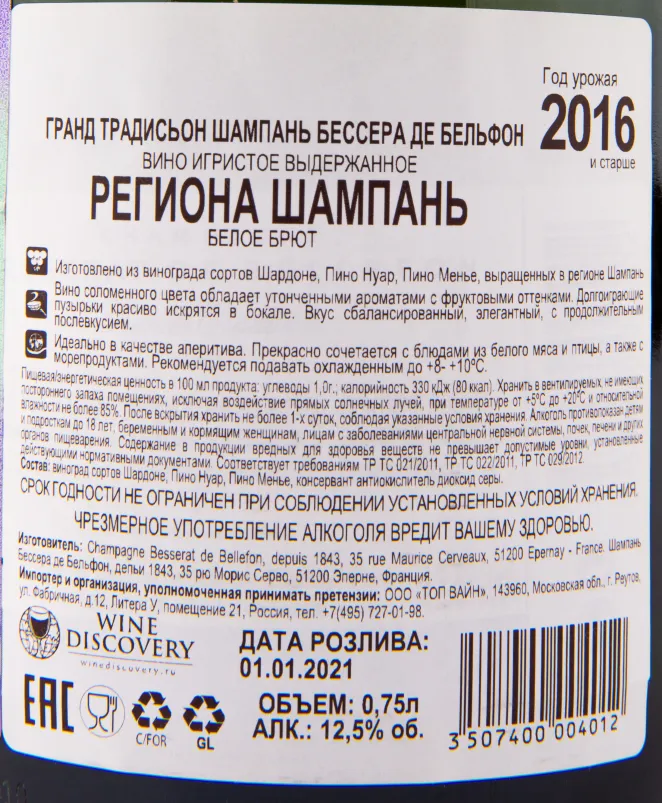 Год урожая
2016
и старше
ГРАНД ТРАДИСЬОН ШАМПАНЬ БЕССЕРА ДЕ БЕЛЬФОН
ВИНО ИГРИСТОЕ ВЫДЕРЖАННОЕ
РЕГИОНА ШАМПАНЬ
БЕЛОЕ БРЮТ
Изготовлено из винограда сортов Шардоне, Пино Нуар, Пино Менье, выращенных в регионе Шампань
Вино соломенного цвета обладает утонченными ароматами с фруктовыми оттенками. Долгоиграющие
пузырьки красиво искрятся в бокале. Вкус сбалансированный, элегантный, с продолжительным
послевкусием.
Идеально в качестве аперитива. Прекрасно сочетается с блюдами из белого мяса и птицы, а также с
морепродуктами. Рекомендуется подавать охлажденным до +8- +10°С.
Пищевая/энергетическая ценность в 100 мл продукта: углеводы 1,0г.; калорийность 330 кДж (80 ккал). Хранить в вентилируемых, не имеющих
постороннего запаха помещениях, исключая воздействие прямых солнечных лучей, при температуре от +5°С до +20°С и относительной
влажности не более 85%. После вскрытия хранить не более 1-х суток, соблюдая указанные условия хранения. Алкоголь противопоказан детям
и подросткам до 18 лет, беременным и кормящим женщинам, лицам с заболеваниями центральной нервной системы, почек, печени и других
органов пищеварения. Содержание в продукции вредных для здоровья веществ не превышает допустимые уровни, установленные
действующими нормативными документами. Соответствует требованиям ТР ТС 021/2011, ТР ТС 022/2011, ТР ТС 029/2012.
Состав: виноград сортов Шардоне, Пино Нуар, Пино Менье, консервант антиокислитель диоксид серы.
СРОК ГОДНОСТИ НЕ ОГРАНИЧЕН ПРИ СОБЛЮДЕНИИ УСТАНОВЛЕННЫХ УСЛОВИЙ ХРАНЕНИЯ.
ЧРЕЗМЕРНОЕ УПОТРЕБЛЕНИЕ АЛКОГОЛЯ ВРЕДИТ ВАШЕМУ ЗДОРОВЬЮ.
Изготовитель: Champagne Besserat de Bellefon, depuis 1843, 35 rue Maurice Cerveaux, 51200 Epernay - France. Шампань
Бессера де Бельфон, депьи 1843, 35 рю Морис Серво, 51200 Эперне, Франция.
Импортер и организация, уполномоченная принимать претензии: ООО «ТОП ВАЙН», 143960, Московская обл., г. Реутов,
ул. Фабричная, д.12, Литера У, помещение 21, Россия, тел. +7(495) 727-01-98.
WINE
DISCOVERY
winediscovery.ru
ДАТА РОЗЛИВА:
01.01.2021
EAC
C/FOR
GL
ОБЪЕМ: 0,75л
АЛК.: 12,5% об.
3 507400 004012